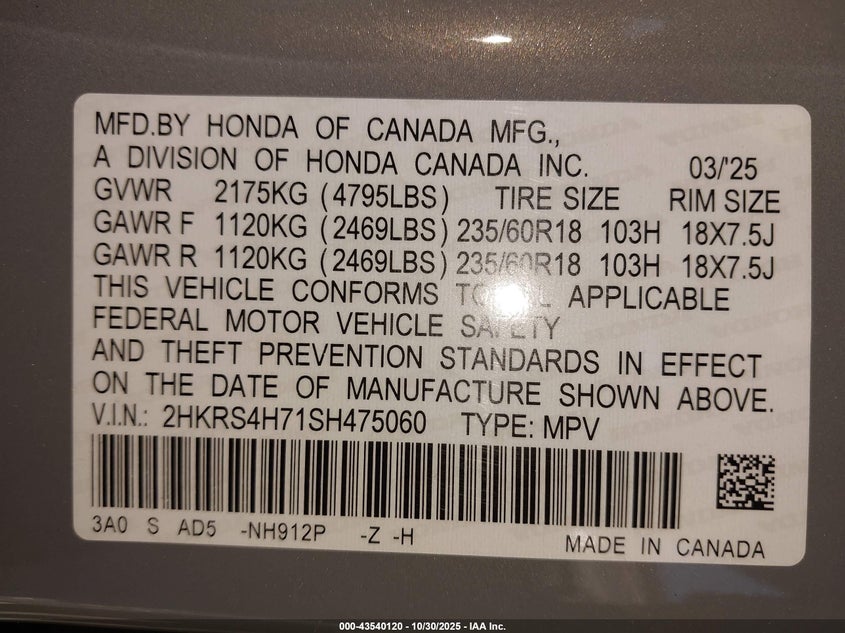 MFD.BY HONDA OF CANADA MFG.,
A DIVISION OF HONDA CANADA INC. 03/'25
GVWR 2175KG (4795LBS) TIRE SIZE RIM SIZE
GAWR F 1120KG (2469LBS) 235/60R18 103H 18X7.5J
GAWR R 1120KG (2469LBS) 235/60R18 103H 18X7.5J
THIS VEHICLE CONFORMS TO ALL APPLICABLE
FEDERAL MOTOR VEHICLE SAFETY
AND THEFT PREVENTION STANDARDS IN EFFECT
ON THE DATE OF MANUFACTURE SHOWN ABOVE.
V.I.N.: 2HKRS4H71SH475060 TYPE: MPV
3A0 S AD5 -NH912P -Z -H
MADE IN CANADA
000-43540120 - 10/30/2025 - IAA Inc.